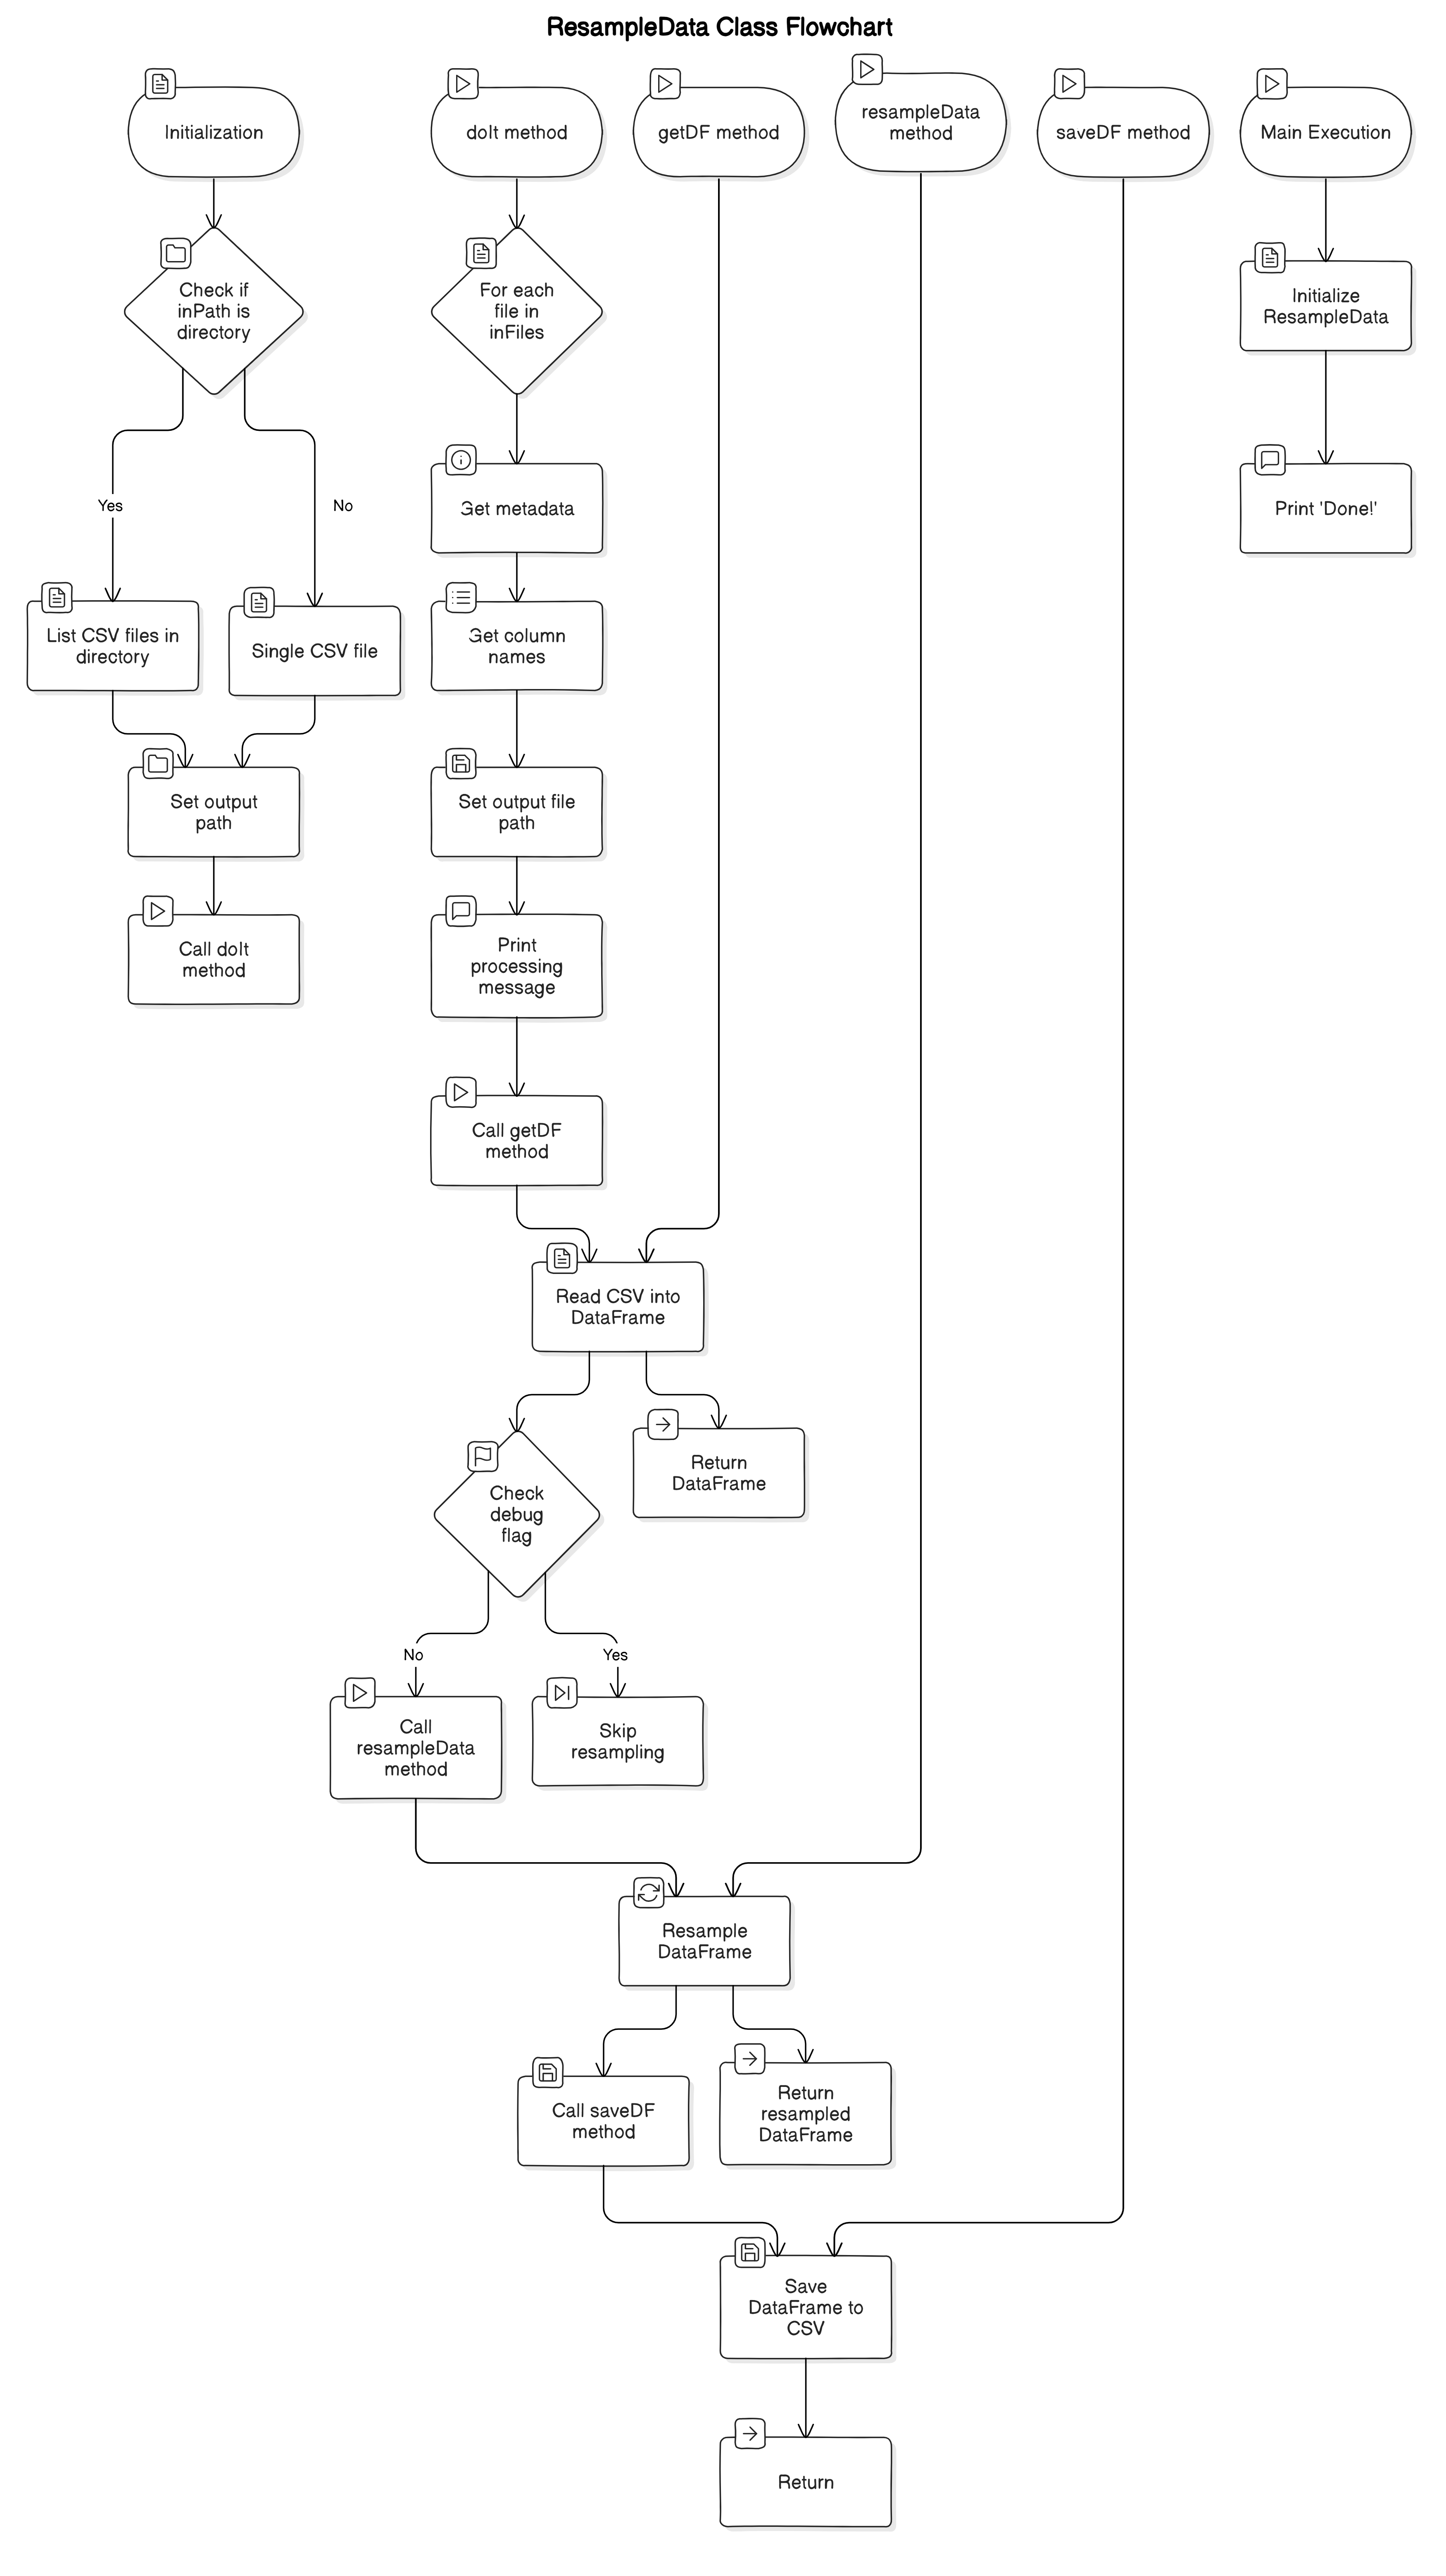 ResampleData Class Flowchart
Initialization
doIt method
getDF method
resampleData
method
saveDF method
Main Execution
Check if
inPath is
directory
For each
file in
inFiles
Initialize
ResampleData
Yes
No
Get metadata
Print 'Done!'
List CSV files in
directory
Single CSV file
Get column
names
Set output
path
Set output file
path
Call doIt
method
Print
processing
message
Call getDF
method
Read CSV into
DataFrame
Return
DataFrame
Check
debug
flag
No
Yes
Call
resampleData
method
Skip
resampling
Resample
DataFrame
Call saveDF
method
Return
resampled
DataFrame
Save
DataFrame to
CSV
Return